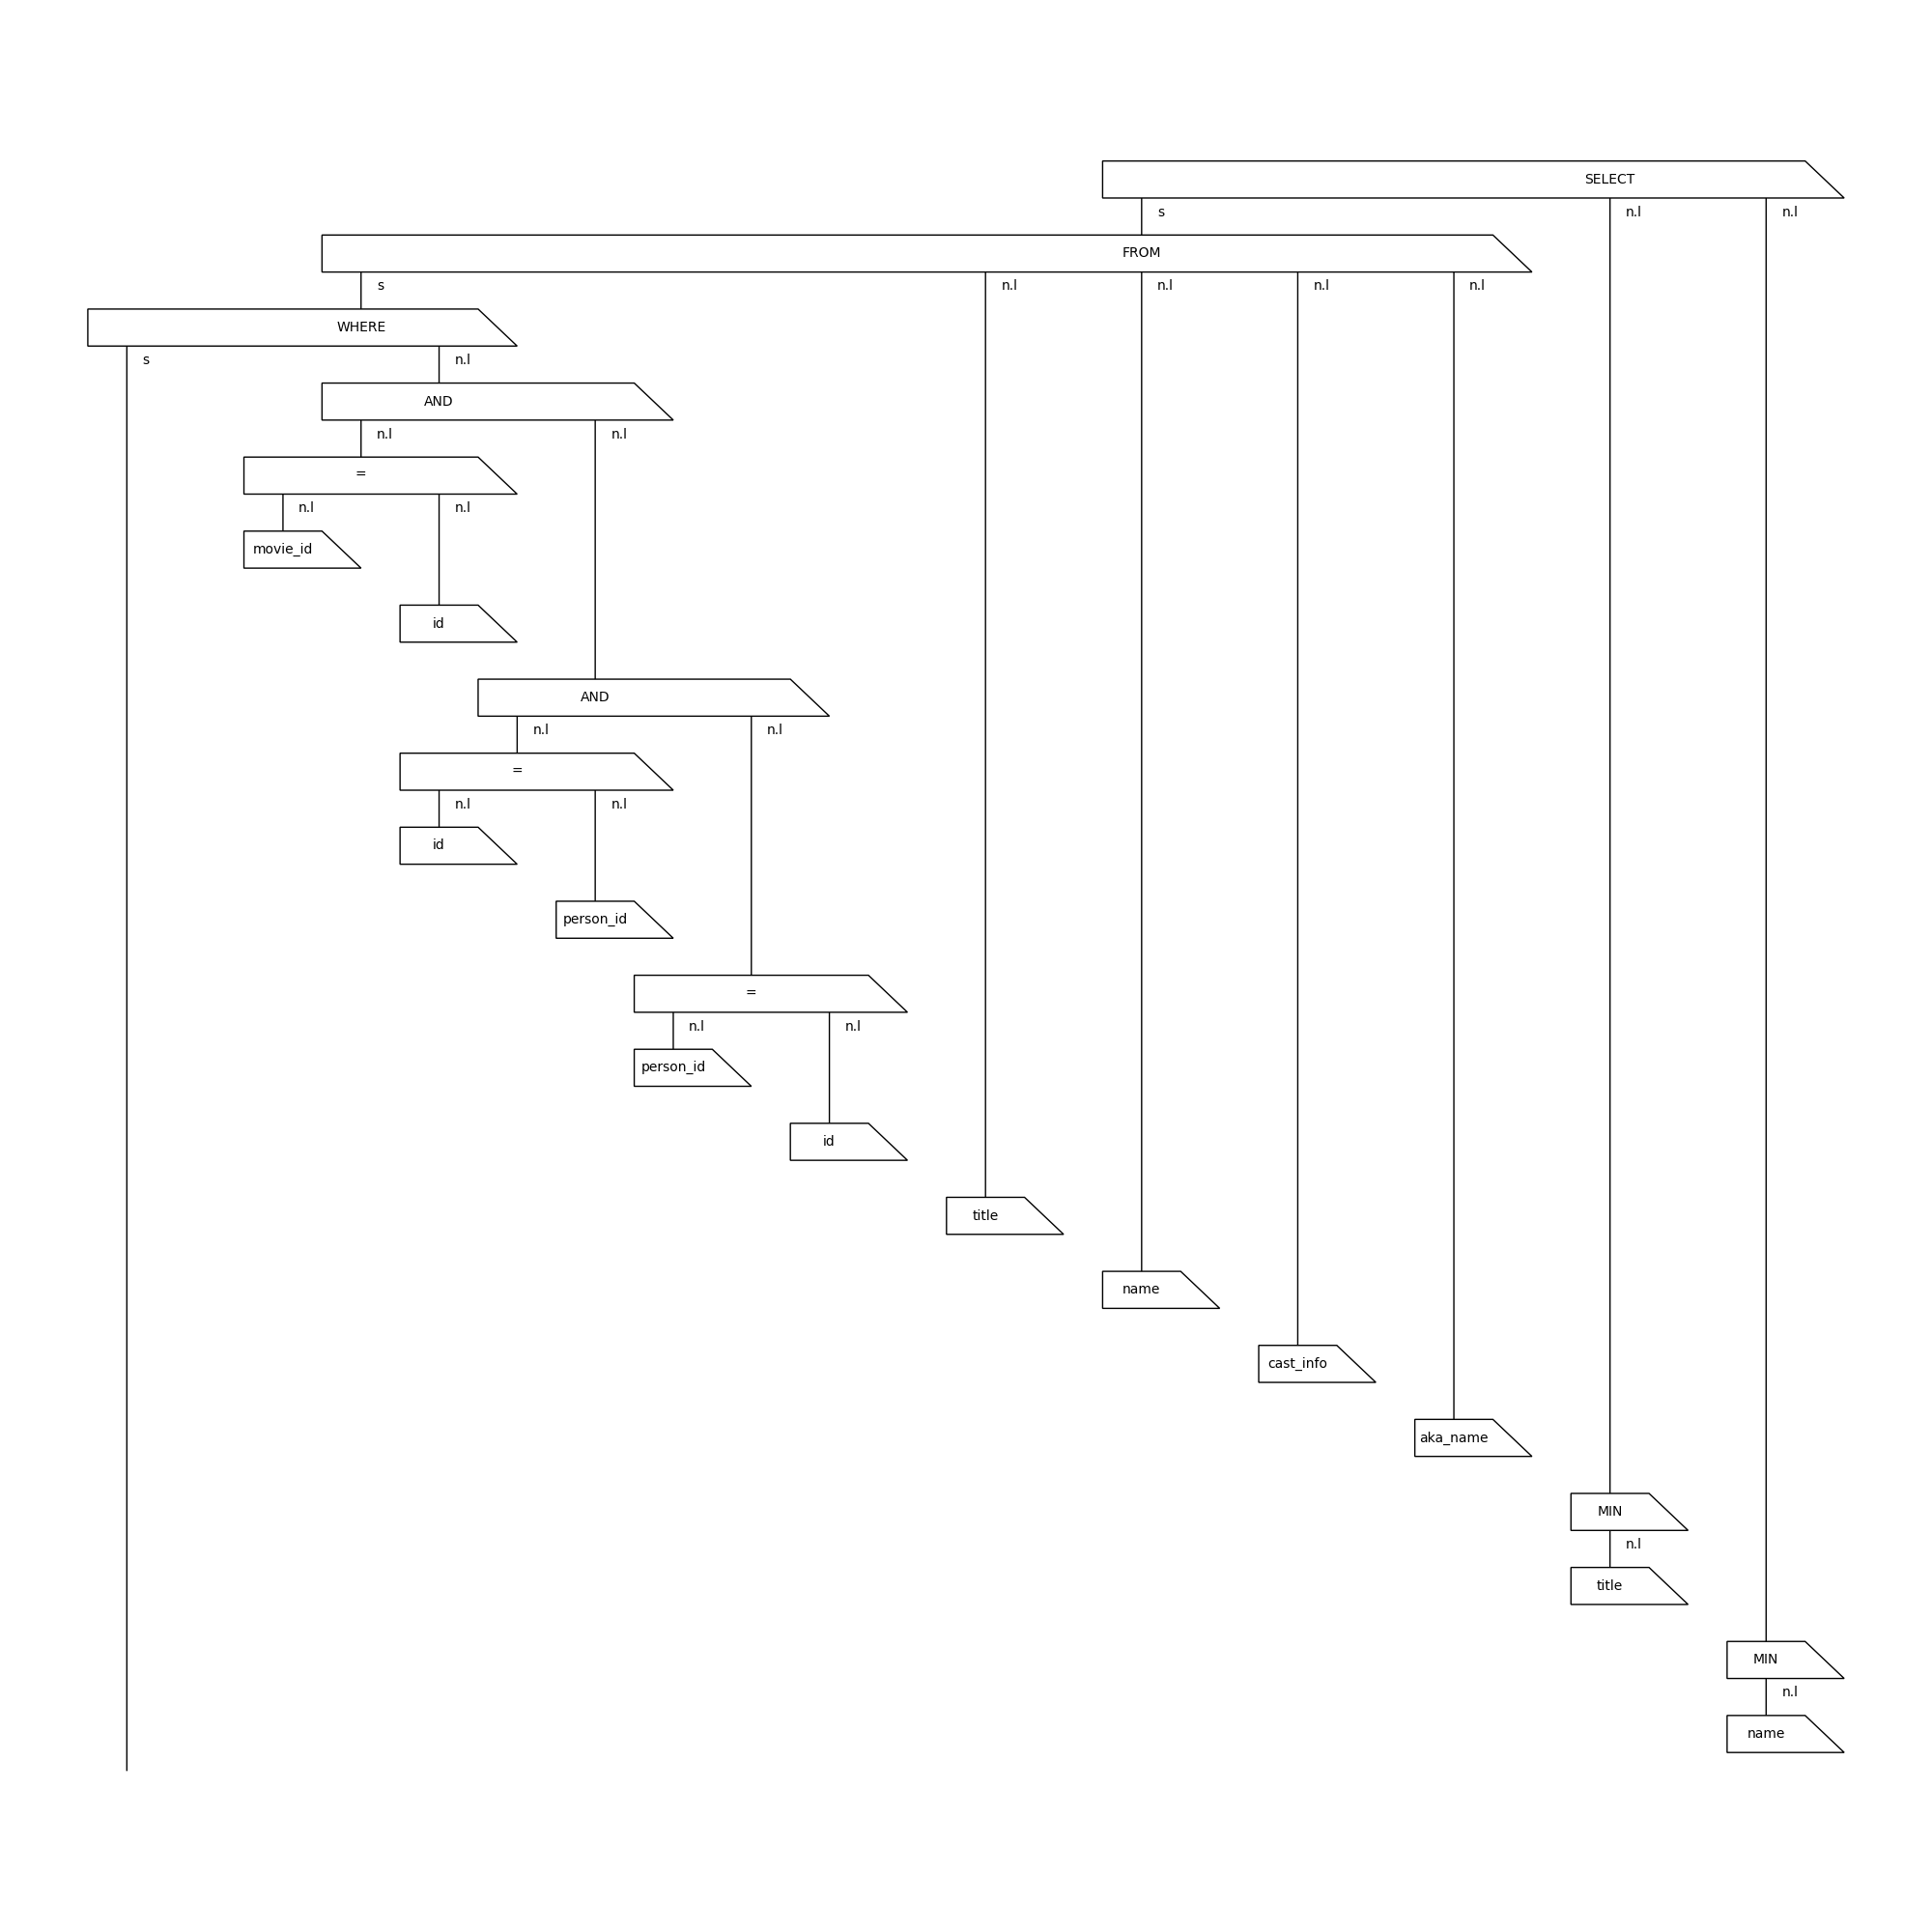 SELECT
s n.l n.l
FROM
s n.l n.l n.l n.l
WHERE
s n.l
AND
n.l n.l
=
n.l n.l
movie_id
id
AND
n.l n.l
=
n.l n.l
id
person_id
=
n.l n.l
person_id
id
title
name
cast_info
aka_name
MIN
n.l
title
MIN
n.l
name